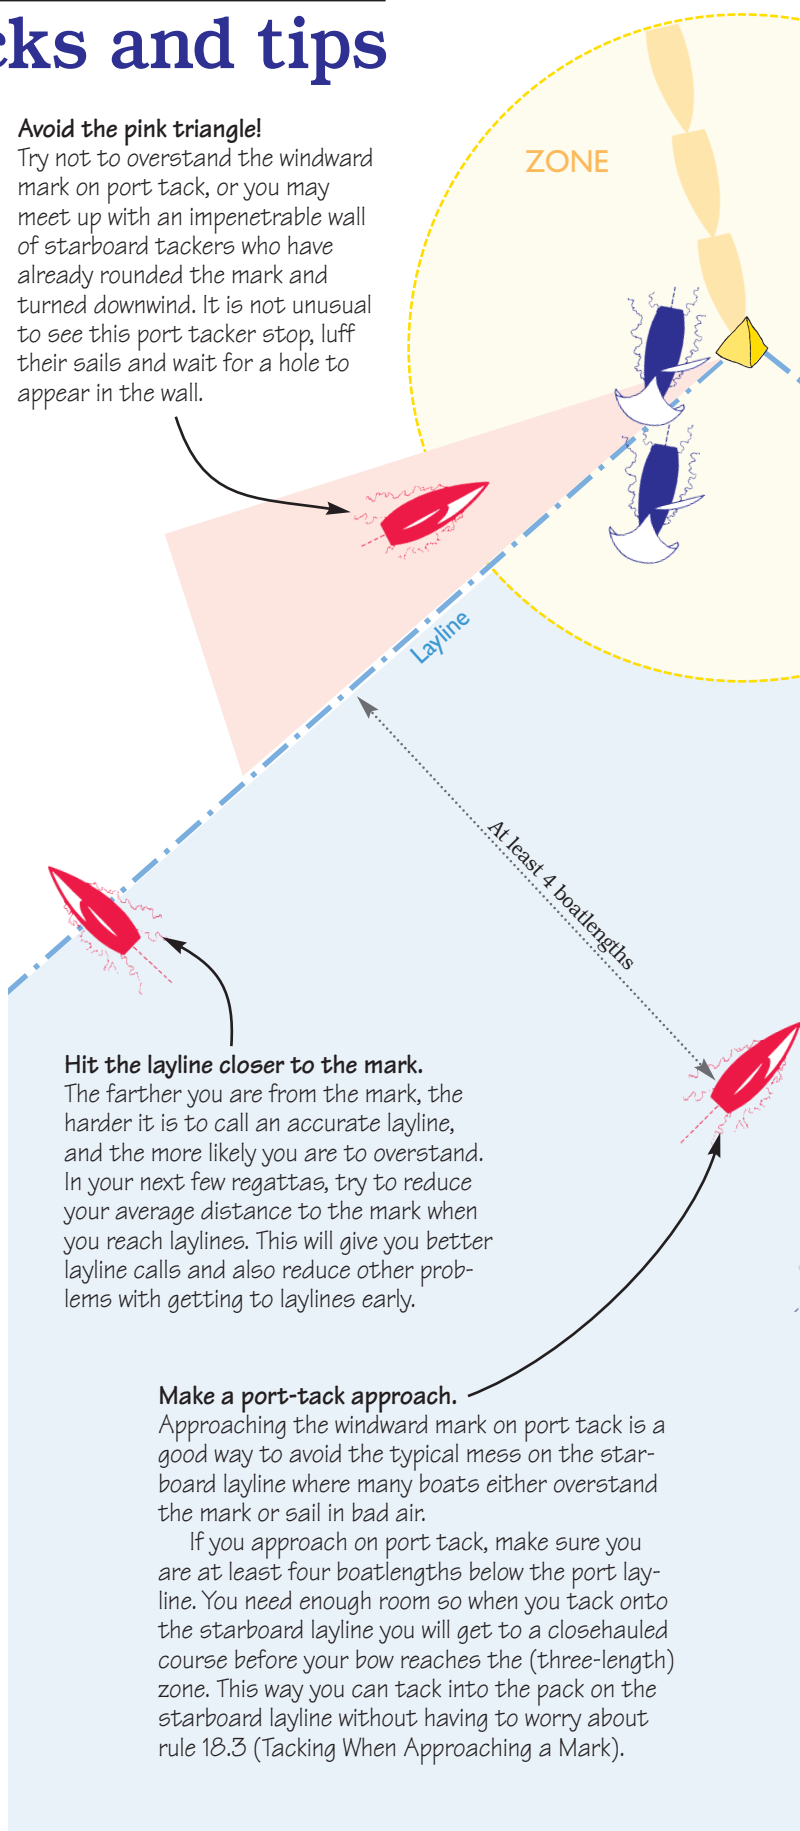 cks and tips
Avoid the pink triangle!
Try not to overstand the windward
mark on port tack, or you may
meet up with an impenetrable wall
of starboard tackers who have
already rounded the mark and
turned downwind. It is not unusual
to see this port tacker stop, luff
their sails and wait for a hole to
appear in the wall.
ZONE
Layline
At least 4 boatlengths
Hit the layline closer to the mark.
The farther you are from the mark, the
harder it is to call an accurate layline,
and the more likely you are to overstand.
In your next few regattas, try to reduce
your average distance to the mark when
you reach laylines. This will give you better
layline calls and also reduce other prob-
lems with getting to laylines early.
Make a port-tack approach.
Approaching the windward mark on port tack is a
good way to avoid the typical mess on the star-
board layline where many boats either overstand
the mark or sail in bad air.
If you approach on port tack, make sure you
are at least four boatlengths below the port lay-
line. You need enough room so when you tack onto
the starboard layline you will get to a closehauled
course before your bow reaches the (three-length)
zone. This way you can tack into the pack on the
starboard layline without having to worry about
rule 18.3 (Tacking When Approaching a Mark).